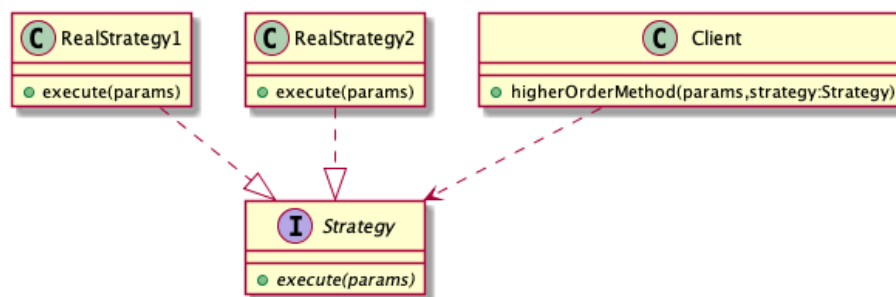 C RealStrategy1
execute(params)
C RealStrategy2
execute(params)
C Client
higherOrderMethod(params,strategy:Strategy)
I Strategy
execute(params)